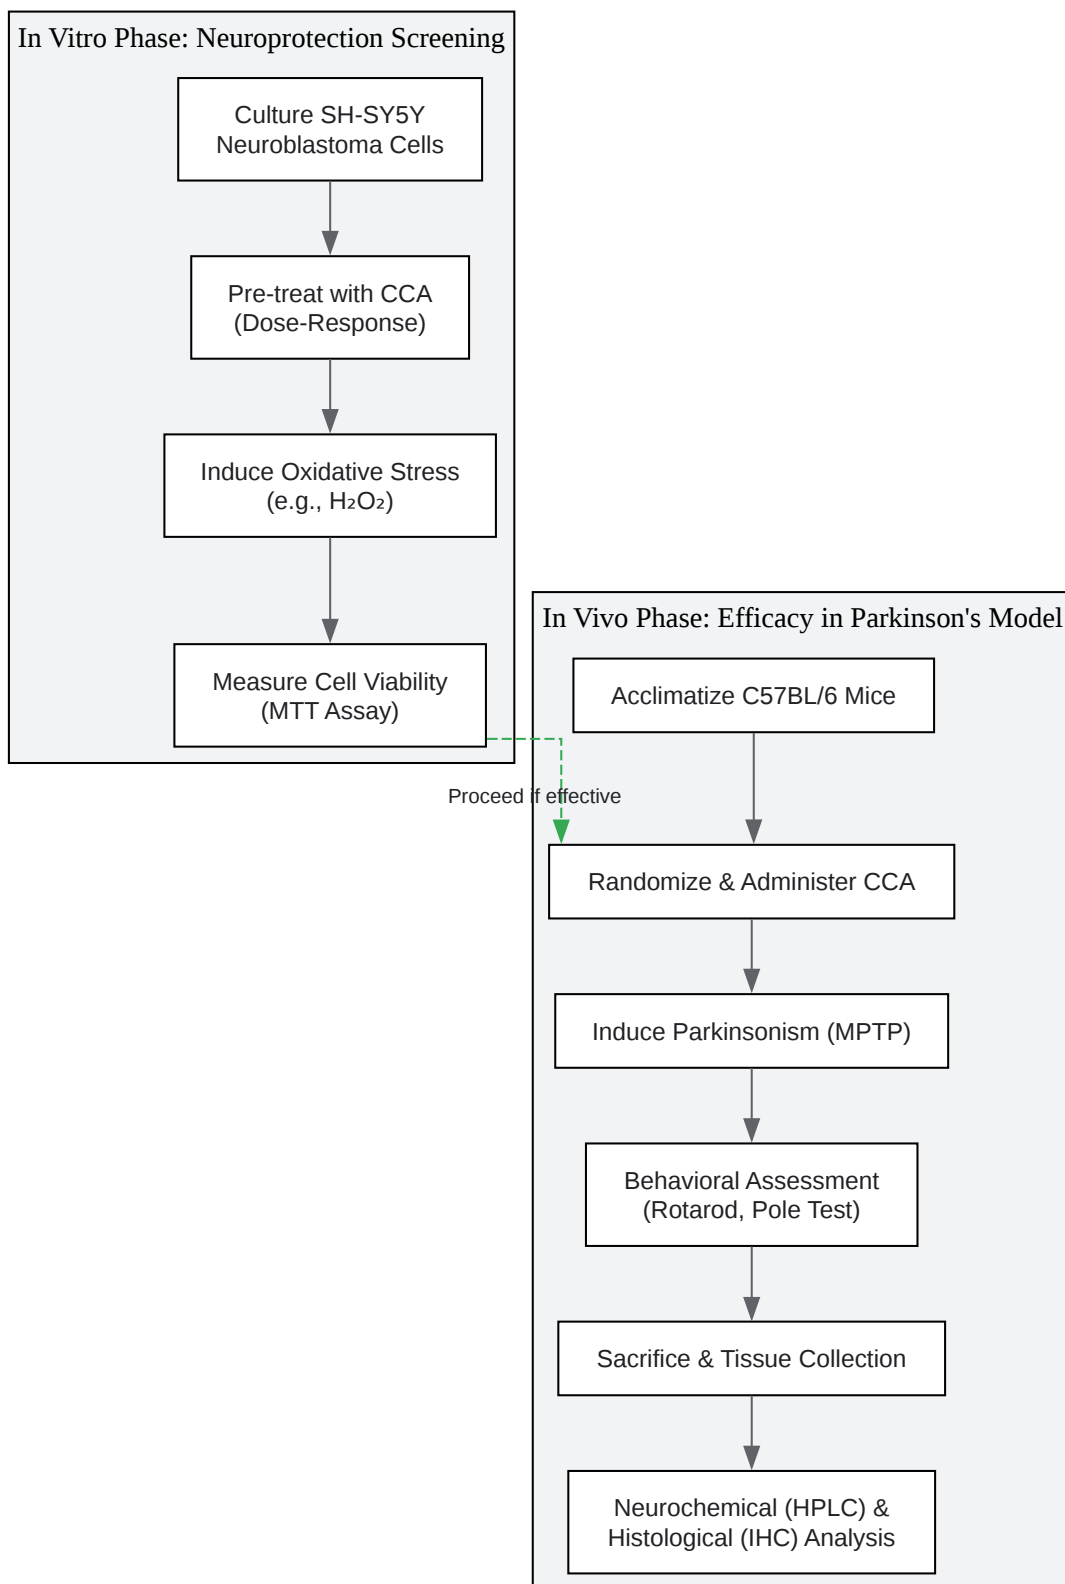 In Vitro Phase: Neuroprotection Screening
Culture SH-SY5Y
Neuroblastoma Cells
Pre-treat with CCA
(Dose-Response)
Induce Oxidative Stress
(e.g., H₂O₂)
Measure Cell Viability
(MTT Assay)
Proceed if effective
In Vivo Phase: Efficacy in Parkinson's Model
Acclimatize C57BL/6 Mice
Randomize & Administer CCA
Induce Parkinsonism (MPTP)
Behavioral Assessment
(Rotarod, Pole Test)
Sacrifice & Tissue Collection
Neurochemical (HPLC) &
Histological (IHC) Analysis